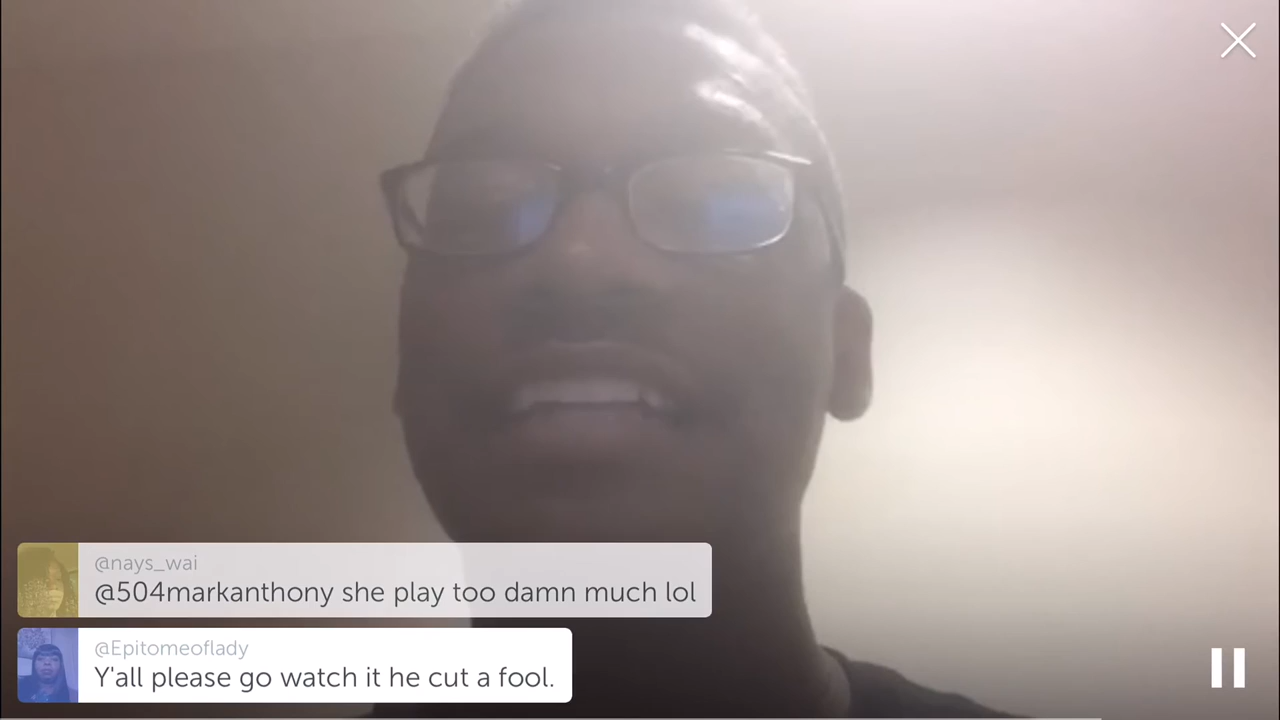 @nays_wai
@504markanthony she play too damn much lol
@Epitomeoflady
Y'all please go watch it he cut a fool.